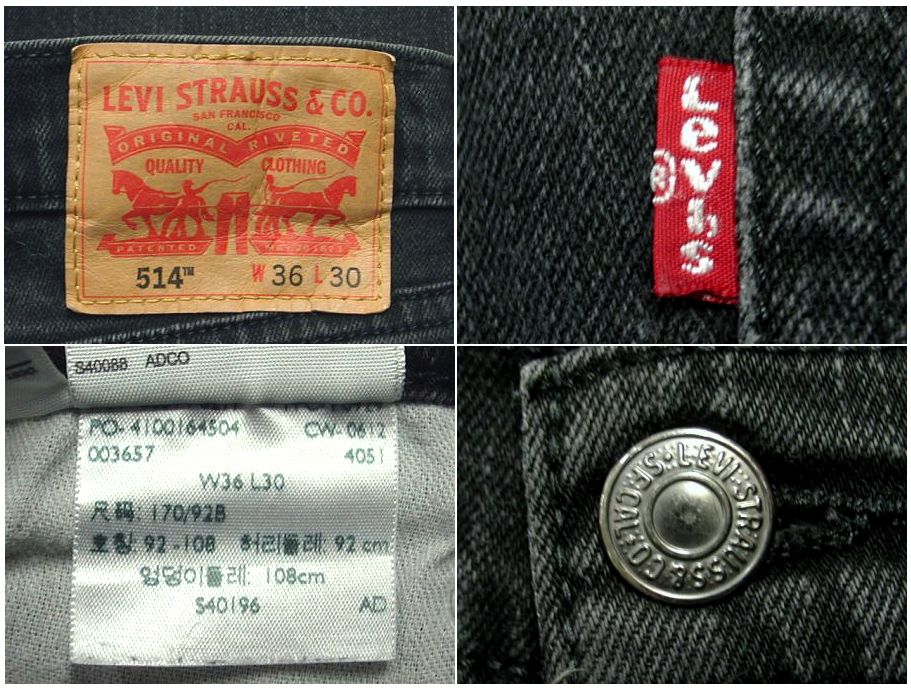 LEVI STRAUSS & CO.
SAN FRANCISCO
CAL.
ORIGINAL RIVETED
QUALITY CLOTHING
PATENTED
514™ W 36 L 30
Levi's
®
S40088 ADCO
PO- 4100164504 CW- 0612
003657 4051
W36 L30
尺码: 170/92B
호칭: 92-108 허리둘레: 92 cm
엉덩이둘레: 108cm
S40196 AD
LEVI STRAUSS & CO. S.F. CAL.